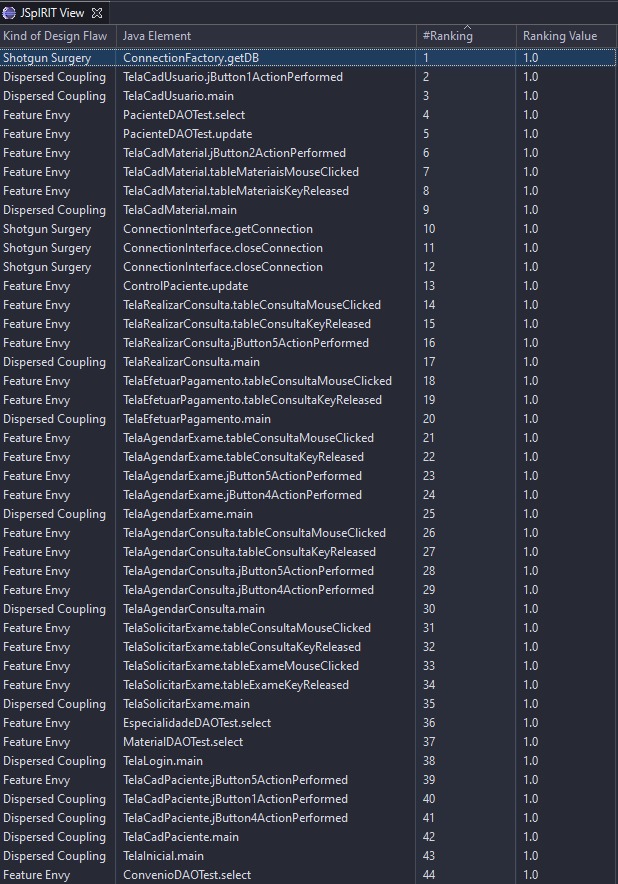 JSpIRIT View
Kind of Design Flaw Java Element #Ranking Ranking Value
Shotgun Surgery ConnectionFactory.getDB 1 1.0
Dispersed Coupling TelaCadUsuario.jButton1ActionPerformed 2 1.0
Dispersed Coupling TelaCadUsuario.main 3 1.0
Feature Envy PacienteDAOTest.select 4 1.0
Feature Envy PacienteDAOTest.update 5 1.0
Feature Envy TelaCadMaterial.jButton2ActionPerformed 6 1.0
Feature Envy TelaCadMaterial.tableMateriaisMouseClicked 7 1.0
Feature Envy TelaCadMaterial.tableMateriaisKeyReleased 8 1.0
Dispersed Coupling TelaCadMaterial.main 9 1.0
Shotgun Surgery ConnectionInterface.getConnection 10 1.0
Shotgun Surgery ConnectionInterface.closeConnection 11 1.0
Shotgun Surgery ConnectionInterface.closeConnection 12 1.0
Feature Envy ControlPaciente.update 13 1.0
Feature Envy TelaRealizarConsulta.tableConsultaMouseClicked 14 1.0
Feature Envy TelaRealizarConsulta.tableConsultaKeyReleased 15 1.0
Feature Envy TelaRealizarConsulta.jButton5ActionPerformed 16 1.0
Dispersed Coupling TelaRealizarConsulta.main 17 1.0
Feature Envy TelaEfetuarPagamento.tableConsultaMouseClicked 18 1.0
Feature Envy TelaEfetuarPagamento.tableConsultaKeyReleased 19 1.0
Dispersed Coupling TelaEfetuarPagamento.main 20 1.0
Feature Envy TelaAgendarExame.tableConsultaMouseClicked 21 1.0
Feature Envy TelaAgendarExame.tableConsultaKeyReleased 22 1.0
Feature Envy TelaAgendarExame.jButton5ActionPerformed 23 1.0
Feature Envy TelaAgendarExame.jButton4ActionPerformed 24 1.0
Dispersed Coupling TelaAgendarExame.main 25 1.0
Feature Envy TelaAgendarConsulta.tableConsultaMouseClicked 26 1.0
Feature Envy TelaAgendarConsulta.tableConsultaKeyReleased 27 1.0
Feature Envy TelaAgendarConsulta.jButton5ActionPerformed 28 1.0
Feature Envy TelaAgendarConsulta.jButton4ActionPerformed 29 1.0
Dispersed Coupling TelaAgendarConsulta.main 30 1.0
Feature Envy TelaSolicitarExame.tableConsultaMouseClicked 31 1.0
Feature Envy TelaSolicitarExame.tableConsultaKeyReleased 32 1.0
Feature Envy TelaSolicitarExame.tableExameMouseClicked 33 1.0
Feature Envy TelaSolicitarExame.tableExameKeyReleased 34 1.0
Dispersed Coupling TelaSolicitarExame.main 35 1.0
Feature Envy EspecialidadeDAOTest.select 36 1.0
Feature Envy MaterialDAOTest.select 37 1.0
Dispersed Coupling TelaLogin.main 38 1.0
Feature Envy TelaCadPaciente.jButton5ActionPerformed 39 1.0
Dispersed Coupling TelaCadPaciente.jButton1ActionPerformed 40 1.0
Dispersed Coupling TelaCadPaciente.jButton4ActionPerformed 41 1.0
Dispersed Coupling TelaCadPaciente.main 42 1.0
Dispersed Coupling TelaInicial.main 43 1.0
Feature Envy ConvenioDAOTest.select 44 1.0